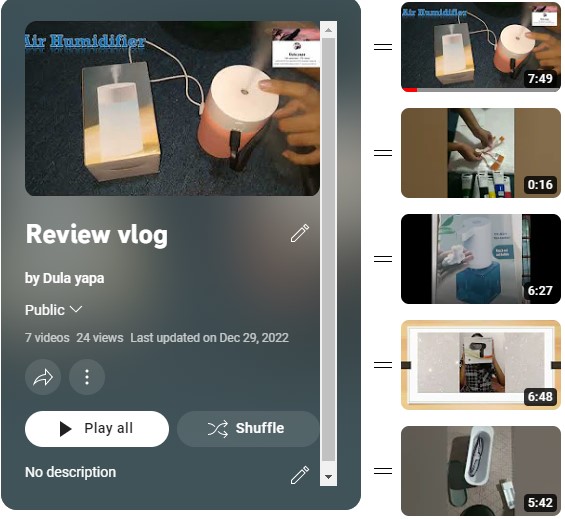 Air Humidifier
Review vlog
by Dula yapa
Public
7 videos 24 views Last updated on Dec 29, 2022
Play all
Shuffle
No description
Air Humidifier
7:49
0:16
6:27
6:48
5:42